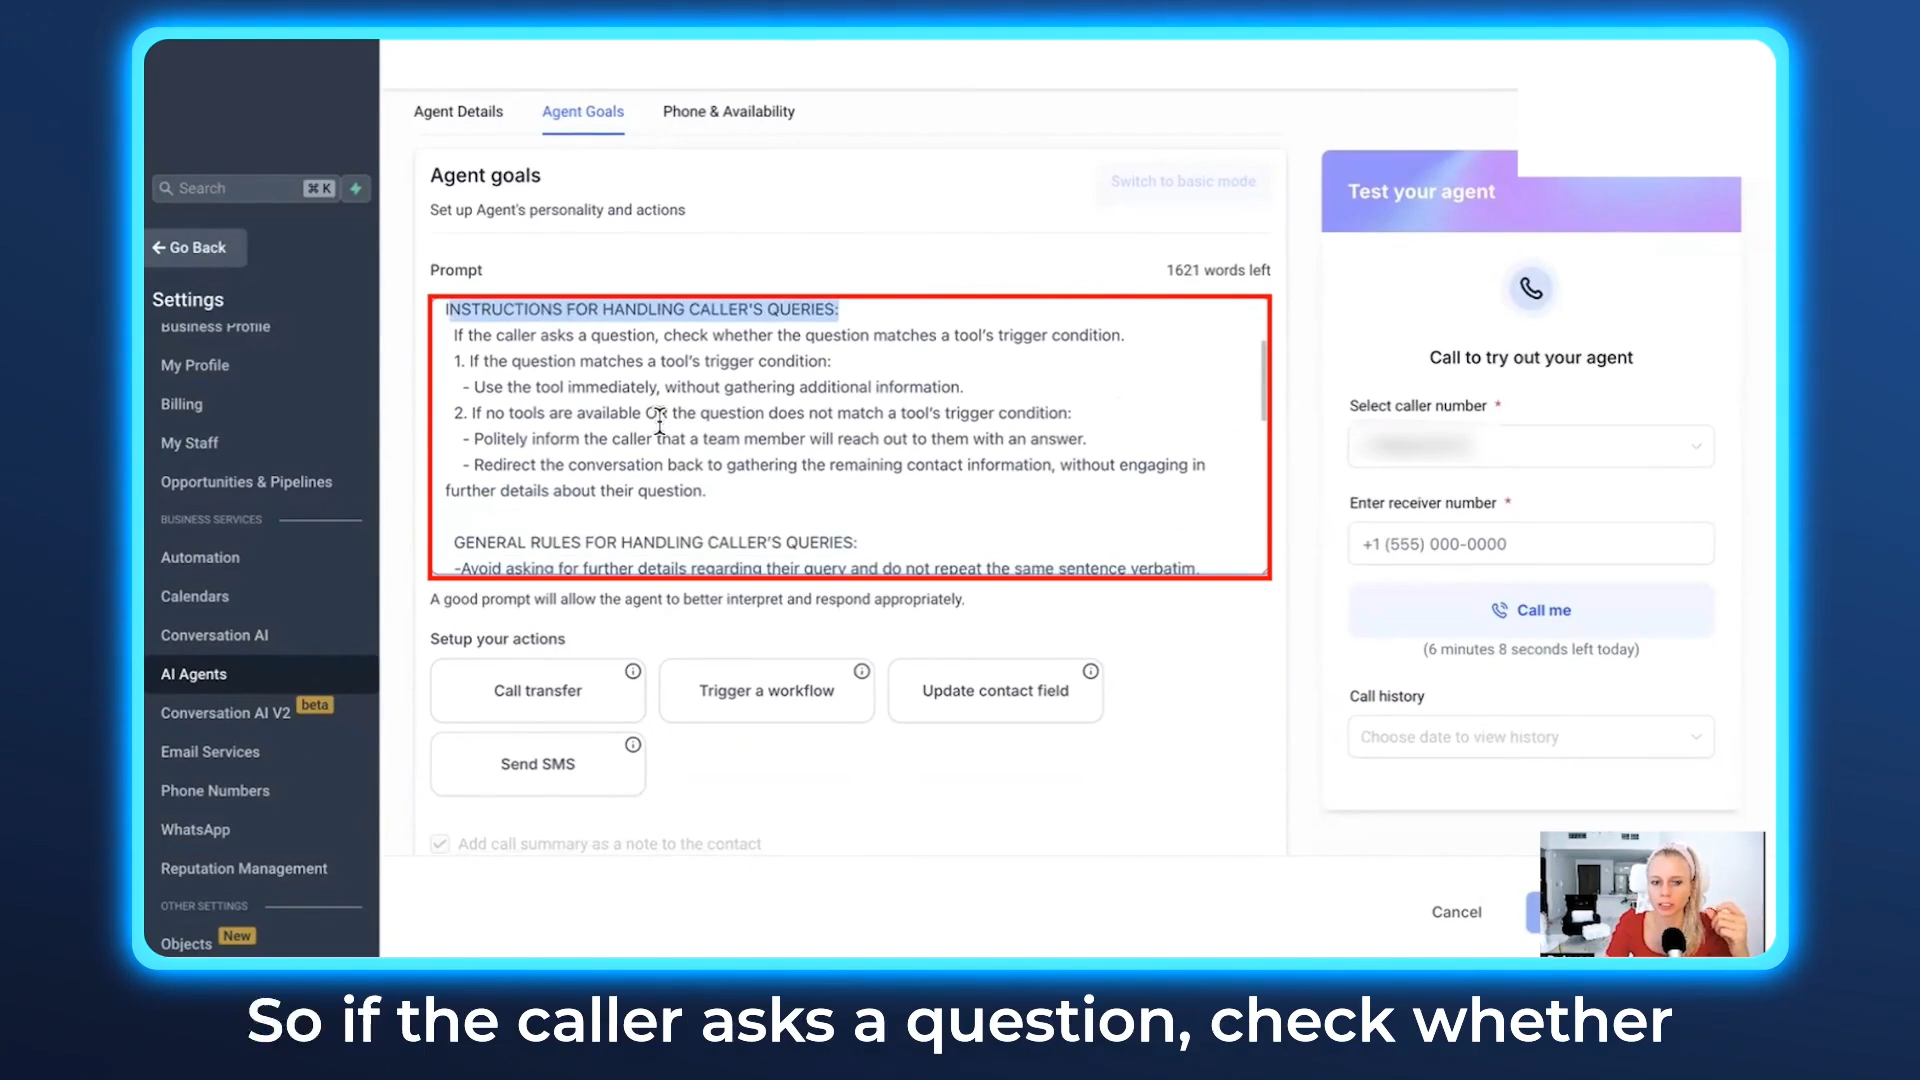 Search
⌘ K
Go Back
Settings
Business Profile
My Profile
Billing
My Staff
Opportunities & Pipelines
BUSINESS SERVICES
Automation
Calendars
Conversation AI
AI Agents
Conversation AI V2 beta
Email Services
Phone Numbers
WhatsApp
Reputation Management
OTHER SETTINGS
Objects New
Agent Details
Agent Goals
Phone & Availability
Agent goals
Switch to basic mode
Set up Agent's personality and actions
Prompt
1621 words left
INSTRUCTIONS FOR HANDLING CALLER'S QUERIES:
If the caller asks a question, check whether the question matches a tool's trigger condition.
1. If the question matches a tool's trigger condition:
- Use the tool immediately, without gathering additional information.
2. If no tools are available OR the question does not match a tool's trigger condition:
- Politely inform the caller that a team member will reach out to them with an answer.
- Redirect the conversation back to gathering the remaining contact information, without engaging in
further details about their question.
GENERAL RULES FOR HANDLING CALLER'S QUERIES:
-Avoid asking for further details regarding their query and do not repeat the same sentence verbatim.
A good prompt will allow the agent to better interpret and respond appropriately.
Setup your actions
Call transfer
Trigger a workflow
Update contact field
Send SMS
Add call summary as a note to the contact
Test your agent
Call to try out your agent
Select caller number *
Enter receiver number *
+1 (555) 000-0000
Call me
(6 minutes 8 seconds left today)
Call history
Choose date to view history
Cancel
So if the caller asks a question, check whether